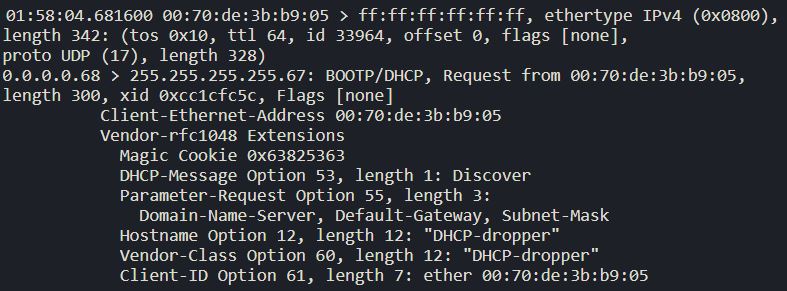 01:58:04.681600 00:70:de:3b:b9:05 > ff:ff:ff:ff:ff:ff, ethertype IPv4 (0x0800),
length 342: (tos 0x10, ttl 64, id 33964, offset 0, flags [none],
proto UDP (17), length 328)
0.0.0.0.68 > 255.255.255.255.67: BOOTP/DHCP, Request from 00:70:de:3b:b9:05,
length 300, xid 0xcc1cfc5c, Flags [none]
Client-Ethernet-Address 00:70:de:3b:b9:05
Vendor-rfc1048 Extensions
Magic Cookie 0x63825363
DHCP-Message Option 53, length 1: Discover
Parameter-Request Option 55, length 3:
Domain-Name-Server, Default-Gateway, Subnet-Mask
Hostname Option 12, length 12: "DHCP-dropper"
Vendor-Class Option 60, length 12: "DHCP-dropper"
Client-ID Option 61, length 7: ether 00:70:de:3b:b9:05